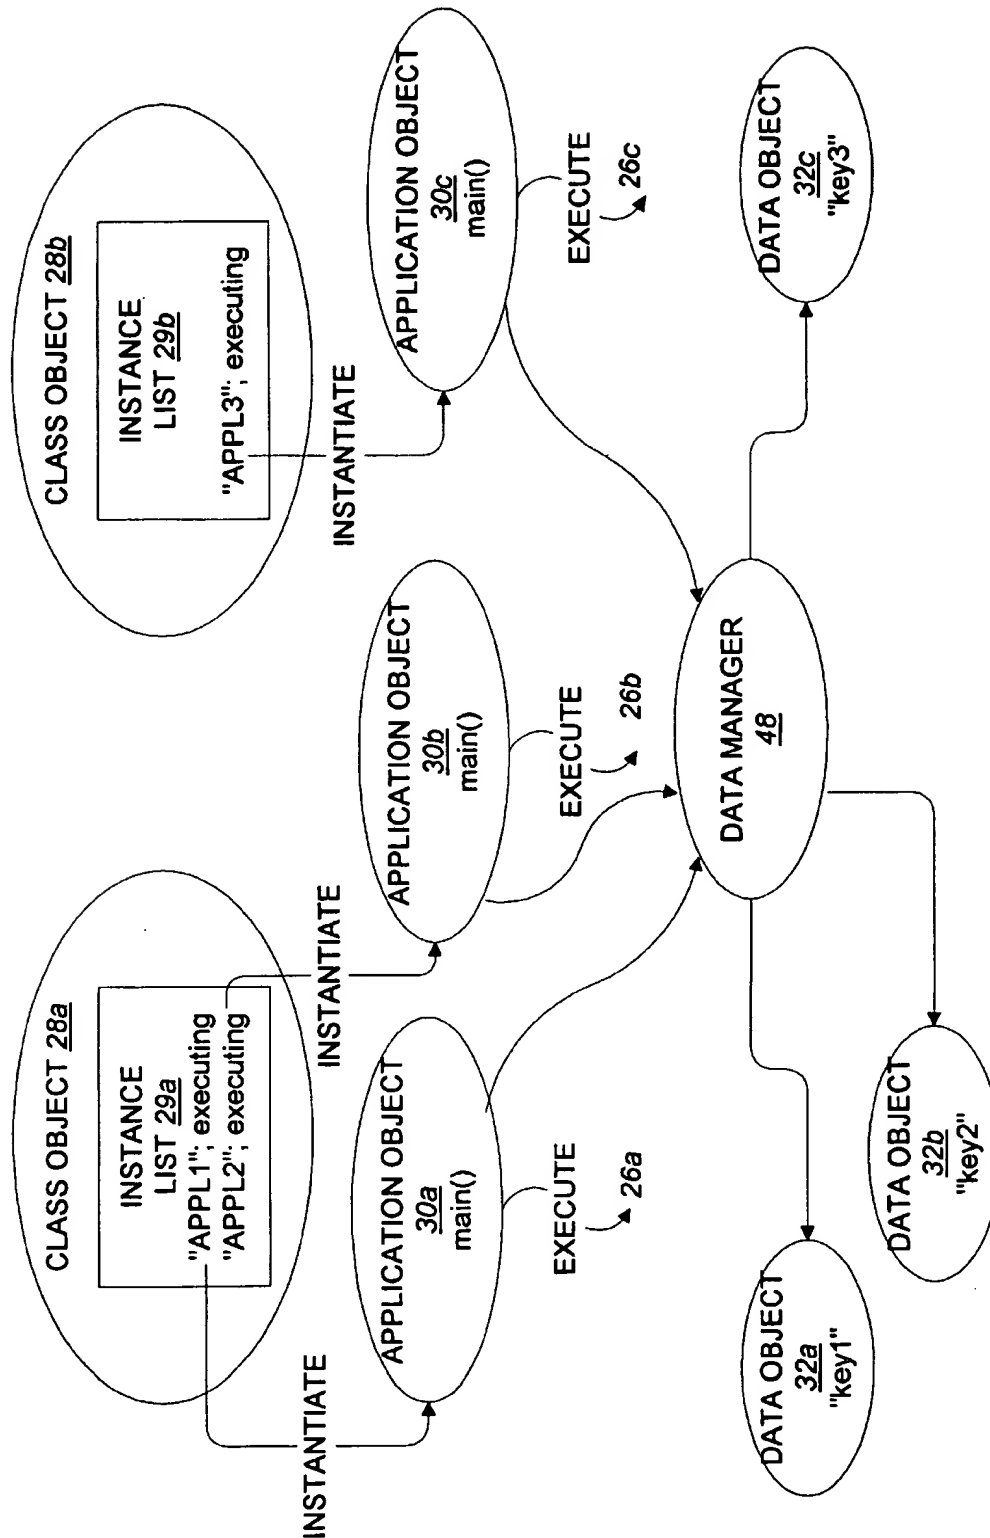 CLASS OBJECT 28a
INSTANCE
LIST 29a
"APPL1"; executing
"APPL2"; executing
CLASS OBJECT 28b
INSTANCE
LIST 29b
"APPL3"; executing
INSTANTIATE
INSTANTIATE
INSTANTIATE
APPLICATION OBJECT
30a
main()
APPLICATION OBJECT
30b
main()
APPLICATION OBJECT
30c
main()
EXECUTE
26a
EXECUTE
26b
EXECUTE
26c
DATA MANAGER
48
DATA OBJECT
32a
"key1"
DATA OBJECT
32b
"key2"
DATA OBJECT
32c
"key3"